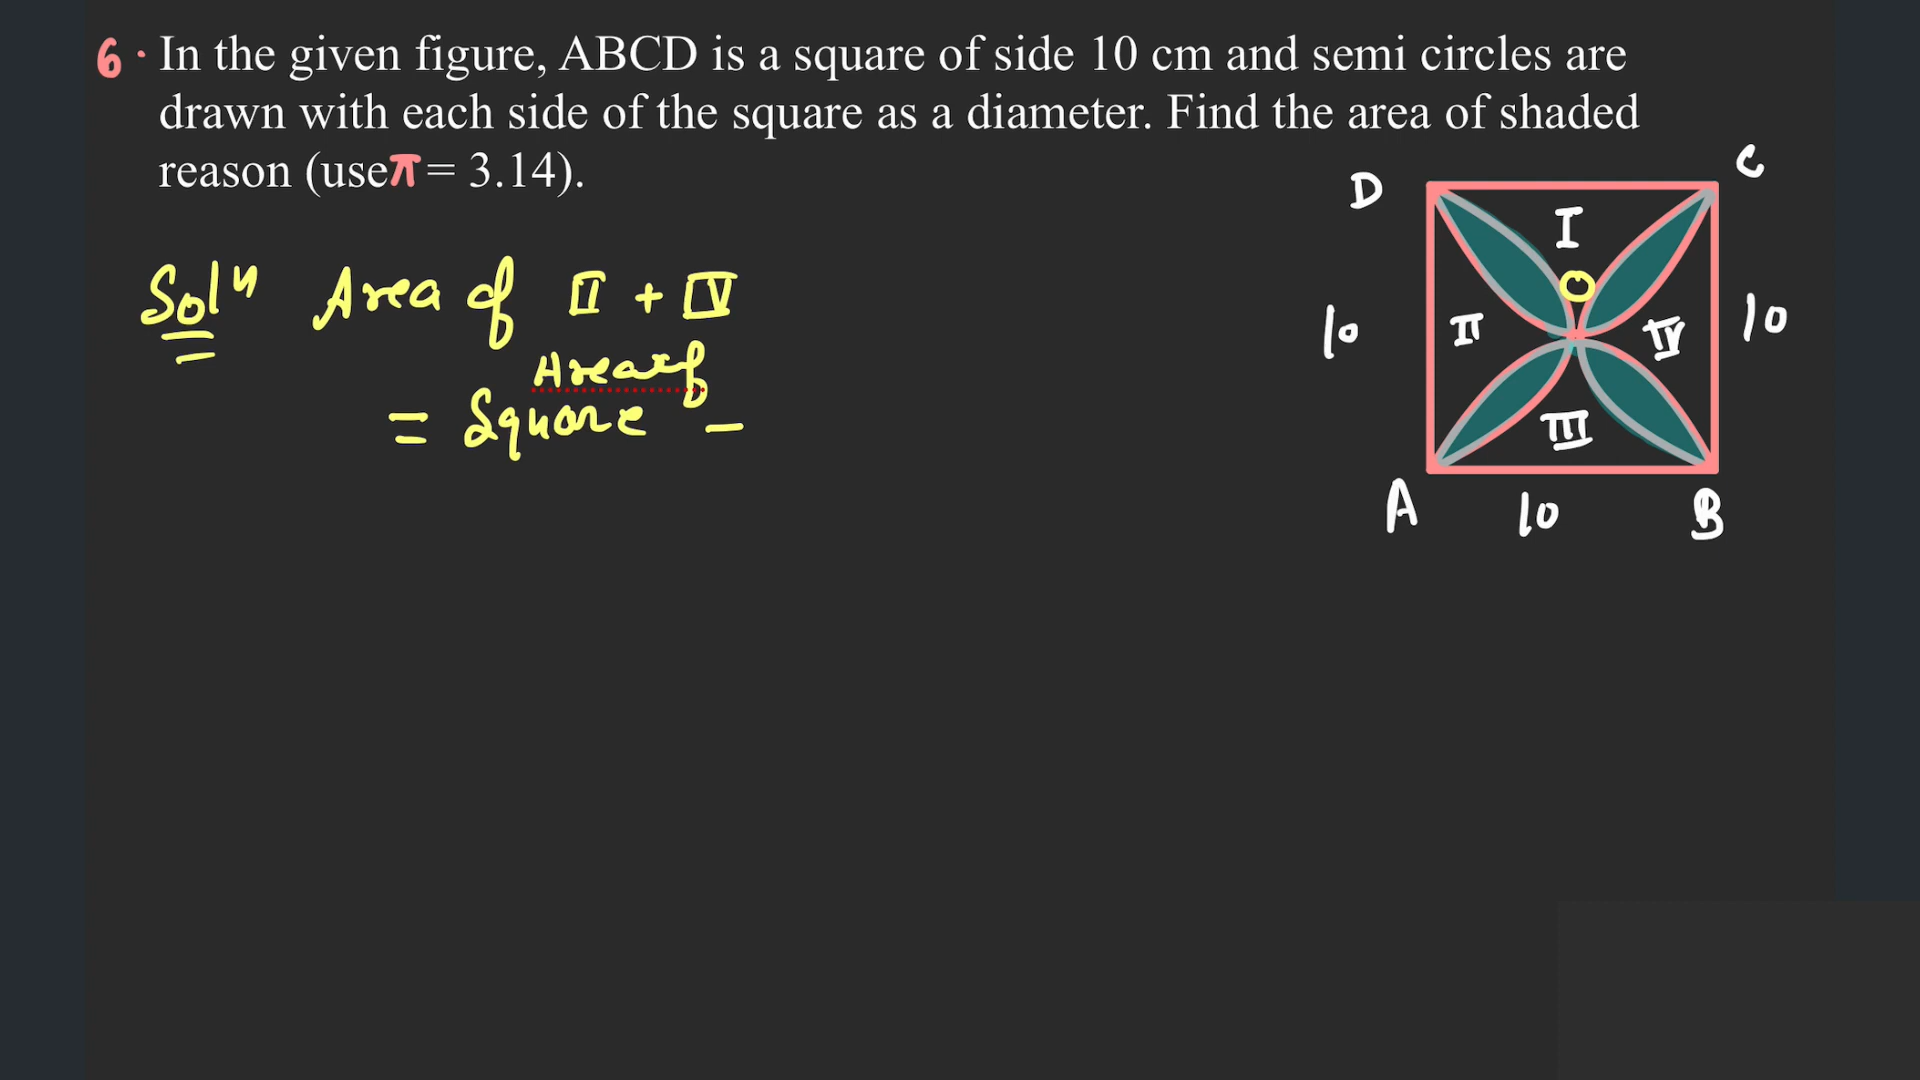 6. In the given figure, ABCD is a square of side 10 cm and semi circles are
drawn with each side of the square as a diameter. Find the area of shaded
reason (use π = 3.14).
D
C
I
O
10
II
IV
10
III
A
10
B
Solⁿ Area of II + IV
Area of
= Square −